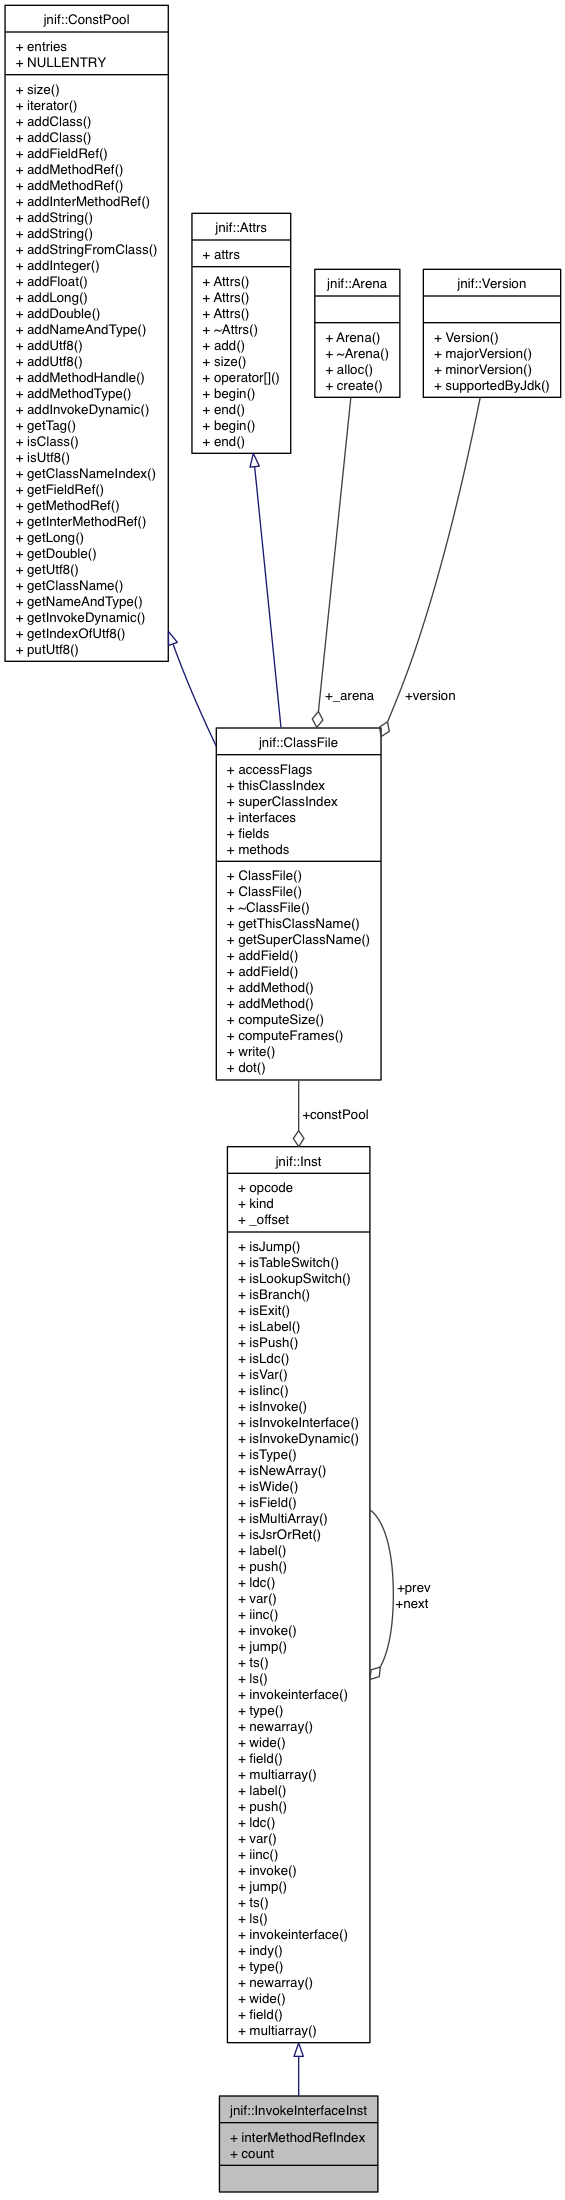 jnif::ConstPool
+ entries
+ NULLENTRY
+ size()
+ iterator()
+ addClass()
+ addClass()
+ addFieldRef()
+ addMethodRef()
+ addMethodRef()
+ addInterMethodRef()
+ addString()
+ addString()
+ addStringFromClass()
+ addInteger()
+ addFloat()
+ addLong()
+ addDouble()
+ addNameAndType()
+ addUtf8()
+ addUtf8()
+ addMethodHandle()
+ addMethodType()
+ addInvokeDynamic()
+ getTag()
+ isClass()
+ isUtf8()
+ getClassNameIndex()
+ getFieldRef()
+ getMethodRef()
+ getInterMethodRef()
+ getLong()
+ getDouble()
+ getUtf8()
+ getClassName()
+ getNameAndType()
+ getInvokeDynamic()
+ getIndexOfUtf8()
+ putUtf8()
jnif::Attrs
+ attrs
+ Attrs()
+ Attrs()
+ Attrs()
+ ~Attrs()
+ add()
+ size()
+ operator[]()
+ begin()
+ end()
+ begin()
+ end()
jnif::Arena
+ Arena()
+ ~Arena()
+ alloc()
+ create()
jnif::Version
+ Version()
+ majorVersion()
+ minorVersion()
+ supportedByJdk()
+_arena
+version
jnif::ClassFile
+ accessFlags
+ thisClassIndex
+ superClassIndex
+ interfaces
+ fields
+ methods
+ ClassFile()
+ ClassFile()
+ ~ClassFile()
+ getThisClassName()
+ getSuperClassName()
+ addField()
+ addField()
+ addMethod()
+ addMethod()
+ computeSize()
+ computeFrames()
+ write()
+ dot()
+constPool
jnif::Inst
+ opcode
+ kind
+ _offset
+ isJump()
+ isTableSwitch()
+ isLookupSwitch()
+ isBranch()
+ isExit()
+ isLabel()
+ isPush()
+ isLdc()
+ isVar()
+ isIinc()
+ isInvoke()
+ isInvokeInterface()
+ isInvokeDynamic()
+ isType()
+ isNewArray()
+ isWide()
+ isField()
+ isMultiArray()
+ isJsrOrRet()
+ label()
+ push()
+ ldc()
+ var()
+ iinc()
+ invoke()
+ jump()
+ ts()
+ ls()
+ invokeinterface()
+ type()
+ newarray()
+ wide()
+ field()
+ multiarray()
+ label()
+ push()
+ ldc()
+ var()
+ iinc()
+ invoke()
+ jump()
+ ts()
+ ls()
+ invokeinterface()
+ indy()
+ type()
+ newarray()
+ wide()
+ field()
+ multiarray()
+prev
+next
jnif::InvokeInterfaceInst
+ interMethodRefIndex
+ count